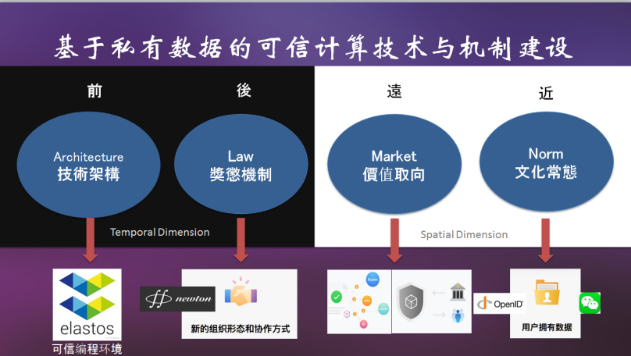 基于私有数据的可信计算技术与机制建设
前
後
遠
近
Architecture
技術架構
Law
獎懲機制
Market
價值取向
Norm
文化常態
Temporal Dimension
Spatial Dimension
elastos
可信编程环境
newton
新的组织形态和协作方式
OpenID
用户拥有数据